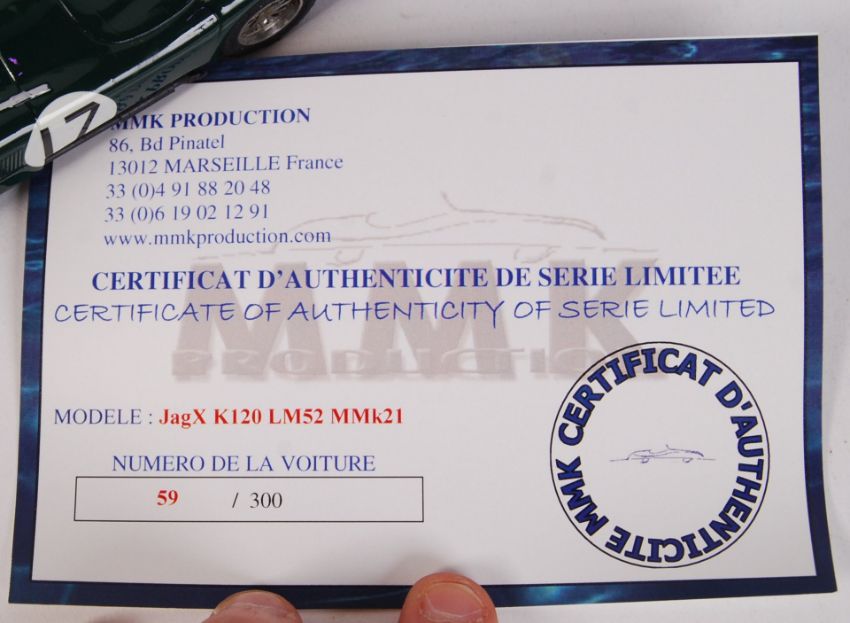 17
MMK PRODUCTION
86, Bd Pinatel
13012 MARSEILLE France
33 (0)4 91 88 20 48
33 (0)6 19 02 12 91
www.mmkproduction.com
CERTIFICAT D'AUTHENTICITE DE SERIE LIMITEE
CERTIFICATE OF AUTHENTICITY OF SERIE LIMITED
MMK
PRODUCTION
MODELE : JagX K120 LM52 MMk21
NUMERO DE LA VOITURE
59 / 300
MMK CERTIFICAT D'AUTHENTICITE